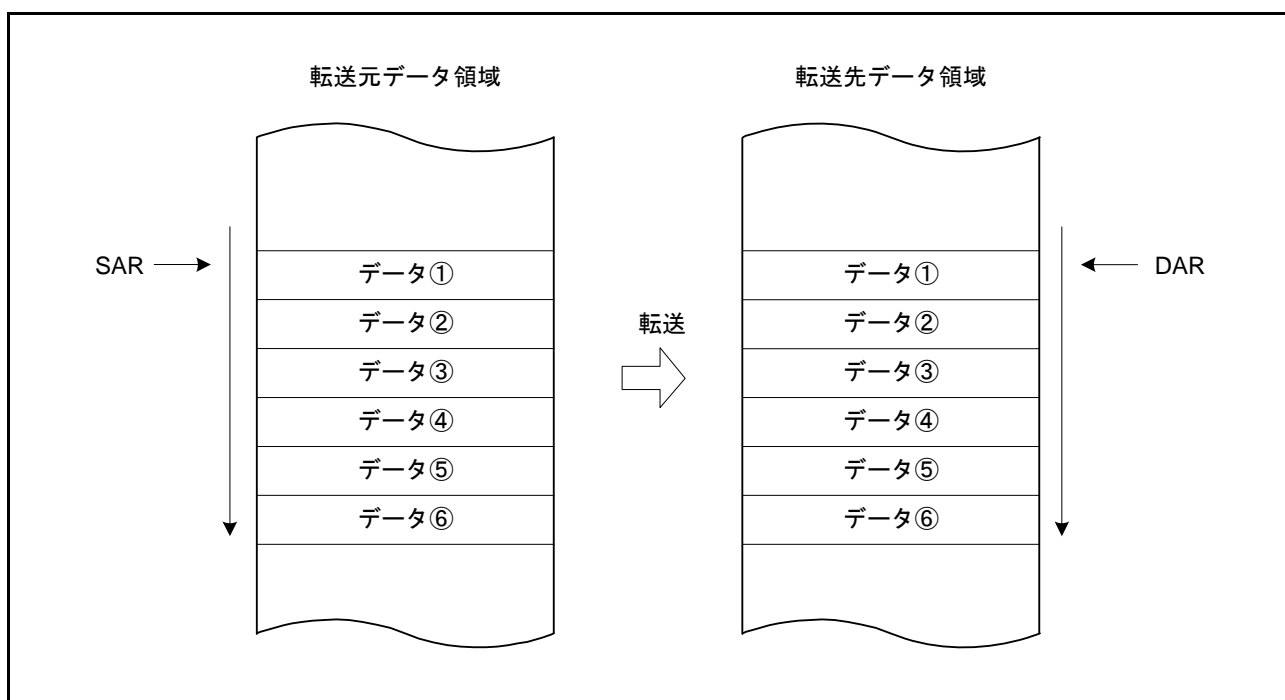 転送元データ領域
転送先データ領域
SAR
データ①
データ②
データ③
データ④
データ⑤
データ⑥
転送
データ①
データ②
データ③
データ④
データ⑤
データ⑥
DAR